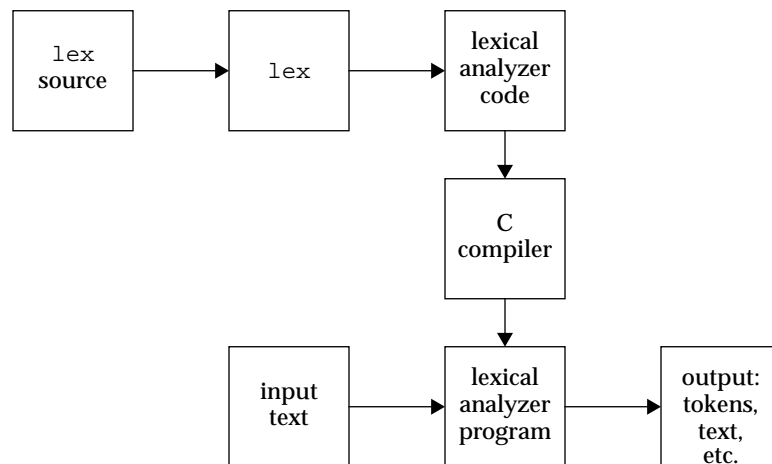 lex
source
lex
lexical
analyzer
code
C
compiler
input
text
lexical
analyzer
program
output:
tokens,
text,
etc.